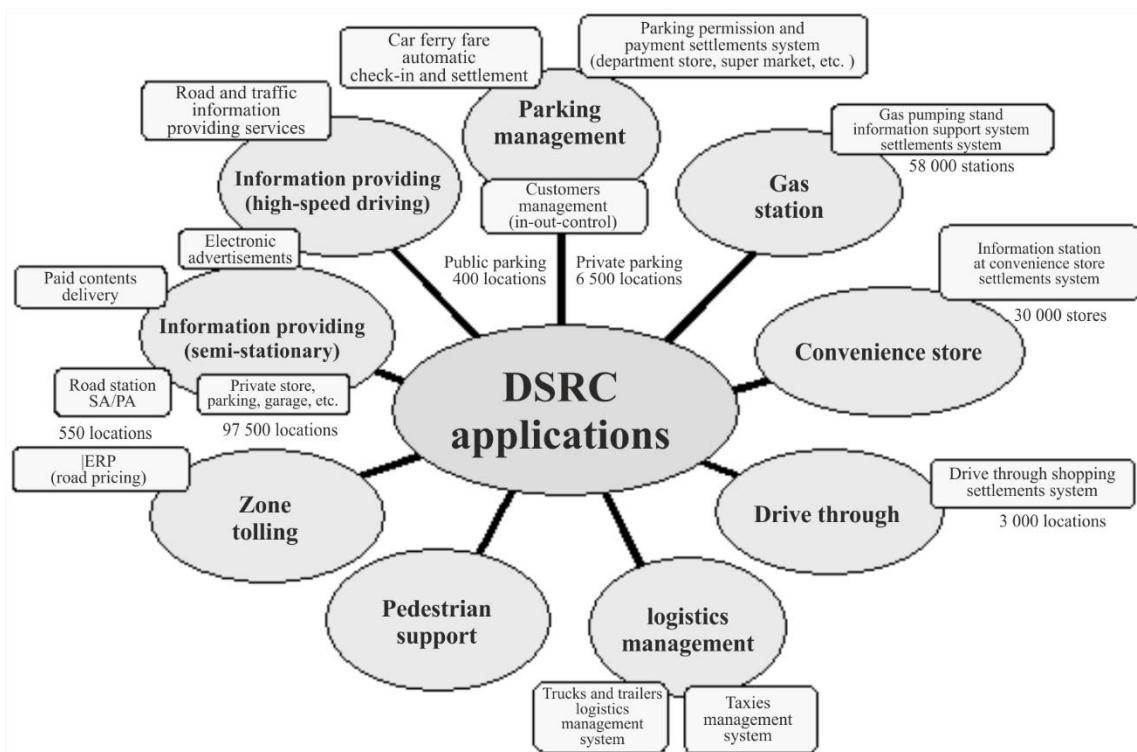 Car ferry fare
automatic
check-in and settlement
Parking permission and
payment settlements system
(department store, super market, etc. )
Parking
management
Customers
management
(in-out-control)
Public parking
400 locations
Private parking
6 500 locations
Road and traffic
information
providing services
Information providing
(high-speed driving)
Gas pumping stand
information support system
settlements system
58 000 stations
Gas
station
Electronic
advertisements
Paid contents
delivery
Information providing
(semi-stationary)
Road station
SA/PA
550 locations
Private store,
parking, garage, etc.
97 500 locations
Information station
at convenience store
settlements system
30 000 stores
Convenience store
DSRC
applications
|ERP
(road pricing)
Zone
tolling
Drive through shopping
settlements system
3 000 locations
Drive through
Pedestrian
support
logistics
management
Trucks and trailers
logistics
management
system
Taxies
management
system